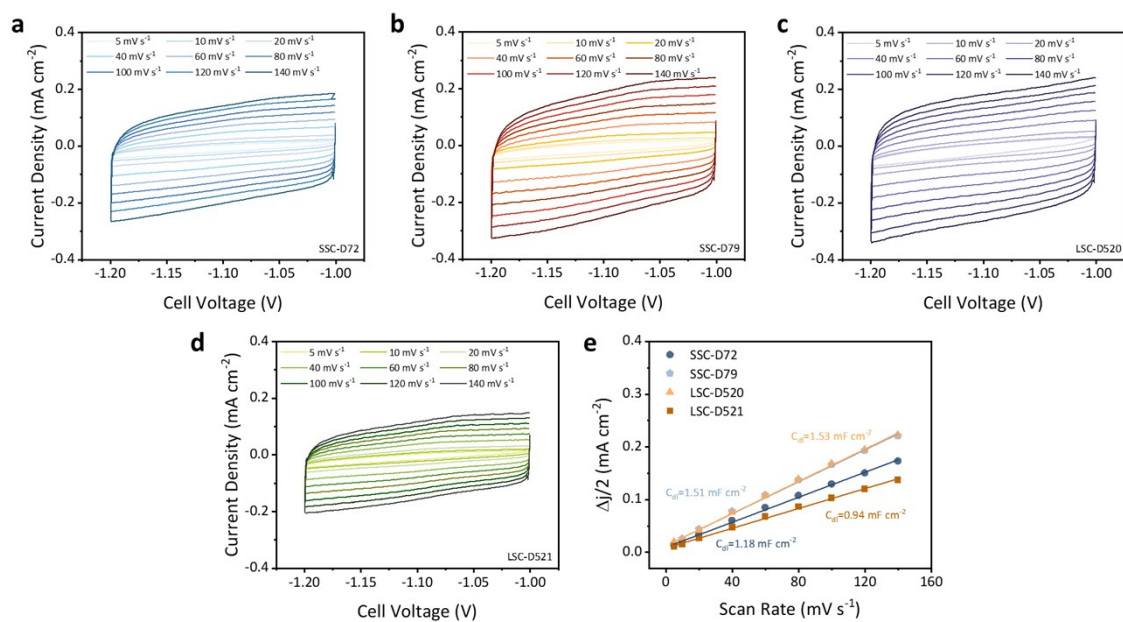 a
0.4
5 mV s⁻¹ 10 mV s⁻¹ 20 mV s⁻¹
40 mV s⁻¹ 60 mV s⁻¹ 80 mV s⁻¹
100 mV s⁻¹ 120 mV s⁻¹ 140 mV s⁻¹
0.2
0.0
-0.2
-0.4
Current Density (mA cm⁻²)
SSC-D72
-1.20 -1.15 -1.10 -1.05 -1.00
Cell Voltage (V)
b
0.4
5 mV s⁻¹ 10 mV s⁻¹ 20 mV s⁻¹
40 mV s⁻¹ 60 mV s⁻¹ 80 mV s⁻¹
100 mV s⁻¹ 120 mV s⁻¹ 140 mV s⁻¹
0.2
0.0
-0.2
-0.4
Current Density (mA cm⁻²)
SSC-D79
-1.20 -1.15 -1.10 -1.05 -1.00
Cell Voltage (V)
c
0.4
5 mV s⁻¹ 10 mV s⁻¹ 20 mV s⁻¹
40 mV s⁻¹ 60 mV s⁻¹ 80 mV s⁻¹
100 mV s⁻¹ 120 mV s⁻¹ 140 mV s⁻¹
0.2
0.0
-0.2
-0.4
Current Density (mA cm⁻²)
LSC-D520
-1.20 -1.15 -1.10 -1.05 -1.00
Cell Voltage (V)
d
0.4
5 mV s⁻¹ 10 mV s⁻¹ 20 mV s⁻¹
40 mV s⁻¹ 60 mV s⁻¹ 80 mV s⁻¹
100 mV s⁻¹ 120 mV s⁻¹ 140 mV s⁻¹
0.2
0.0
-0.2
-0.4
Current Density (mA cm⁻²)
LSC-D521
-1.20 -1.15 -1.10 -1.05 -1.00
Cell Voltage (V)
e
0.4
0.3
0.2
0.1
0.0
Δj/2 (mA cm⁻²)
SSC-D72
SSC-D79
LSC-D520
LSC-D521
C_dl=1.53 mF cm⁻²
C_dl=1.51 mF cm⁻²
C_dl=0.94 mF cm⁻²
C_dl=1.18 mF cm⁻²
0 40 80 120 160
Scan Rate (mV s⁻¹)